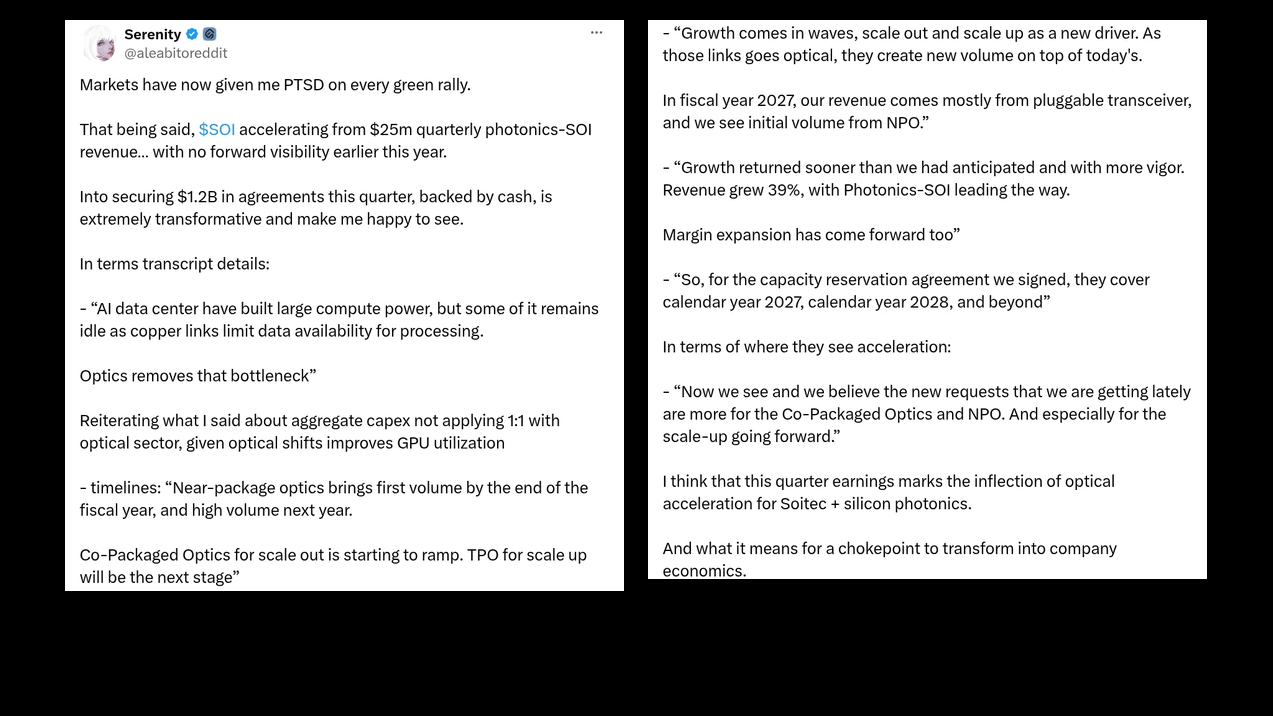 Serenity
@aleabitoreddit
Markets have now given me PTSD on every green rally.
That being said, $SOI accelerating from $25m quarterly photonics-SOI
revenue... with no forward visibility earlier this year.
Into securing $1.2B in agreements this quarter, backed by cash, is
extremely transformative and make me happy to see.
In terms transcript details:
- “AI data center have built large compute power, but some of it remains
idle as copper links limit data availability for processing.
Optics removes that bottleneck”
Reiterating what I said about aggregate capex not applying 1:1 with
optical sector, given optical shifts improves GPU utilization
- timelines: “Near-package optics brings first volume by the end of the
fiscal year, and high volume next year.
Co-Packaged Optics for scale out is starting to ramp. TPO for scale up
will be the next stage”
- “Growth comes in waves, scale out and scale up as a new driver. As
those links goes optical, they create new volume on top of today's.
In fiscal year 2027, our revenue comes mostly from pluggable transceiver,
and we see initial volume from NPO.”
- “Growth returned sooner than we had anticipated and with more vigor.
Revenue grew 39%, with Photonics-SOI leading the way.
Margin expansion has come forward too”
- “So, for the capacity reservation agreement we signed, they cover
calendar year 2027, calendar year 2028, and beyond”
In terms of where they see acceleration:
- “Now we see and we believe the new requests that we are getting lately
are more for the Co-Packaged Optics and NPO. And especially for the
scale-up going forward.”
I think that this quarter earnings marks the inflection of optical
acceleration for Soitec + silicon photonics.
And what it means for a chokepoint to transform into company
economics.